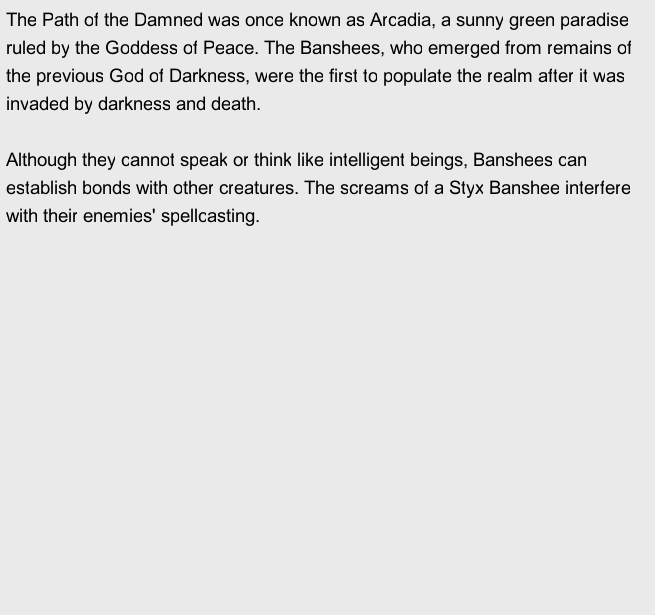 The Path of the Damned was once known as Arcadia, a sunny green paradise
ruled by the Goddess of Peace. The Banshees, who emerged from remains of
the previous God of Darkness, were the first to populate the realm after it was
invaded by darkness and death.

Although they cannot speak or think like intelligent beings, Banshees can
establish bonds with other creatures. The screams of a Styx Banshee interfere
with their enemies' spellcasting.